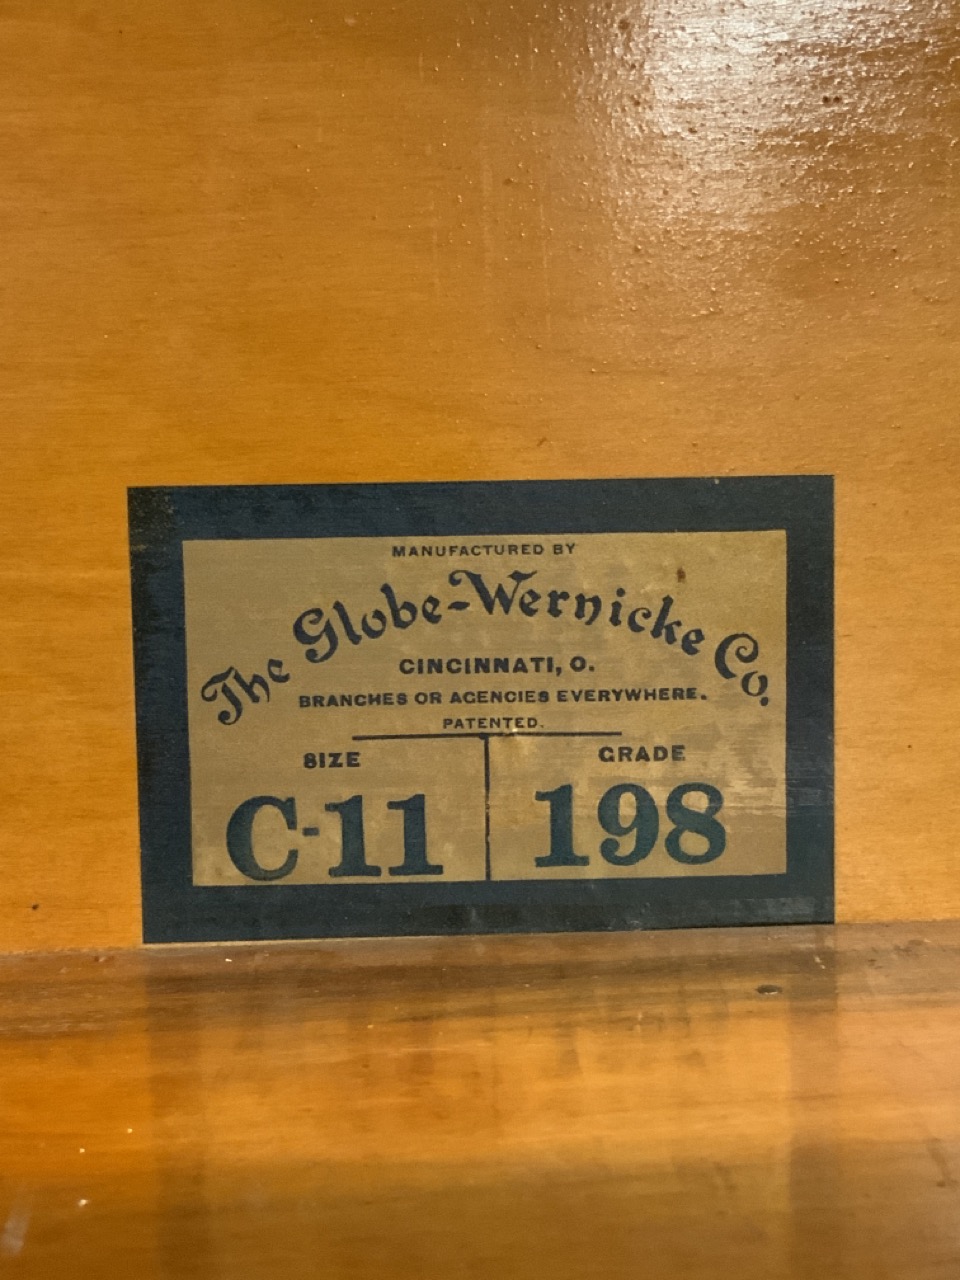 MANUFACTURED BY
The Globe-Wernicke Co.
CINCINNATI, O.
BRANCHES OR AGENCIES EVERYWHERE.
PATENTED.
SIZE GRADE
C-11 198